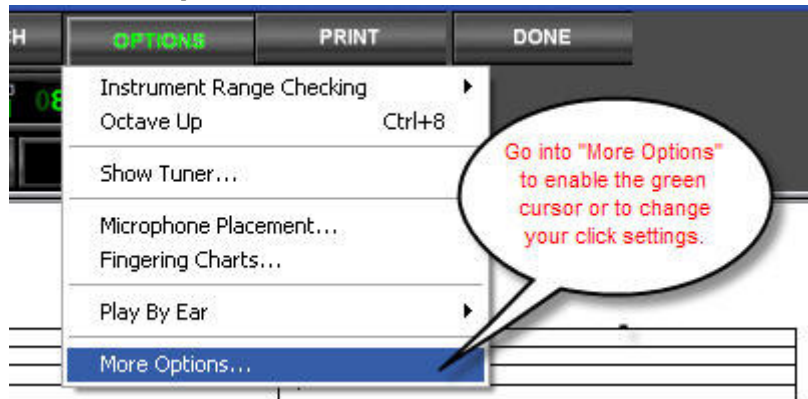 H OPTIONS PRINT DONE
08
Instrument Range Checking
Octave Up Ctrl+8
Show Tuner...
Microphone Placement...
Fingering Charts...
Play By Ear
More Options...
Go into "More Options"
to enable the green
cursor or to change
your click settings.